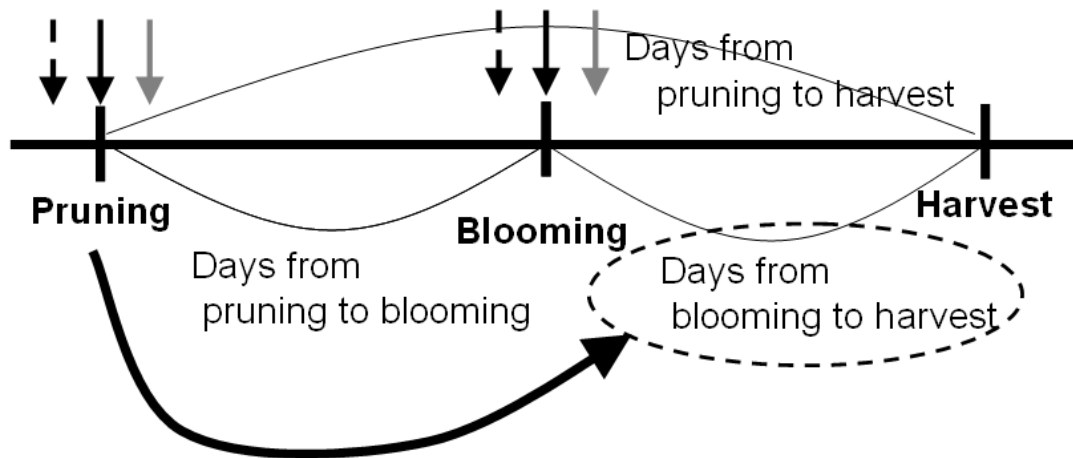 Days from
pruning to harvest
Pruning
Blooming
Harvest
Days from
pruning to blooming
Days from
blooming to harvest